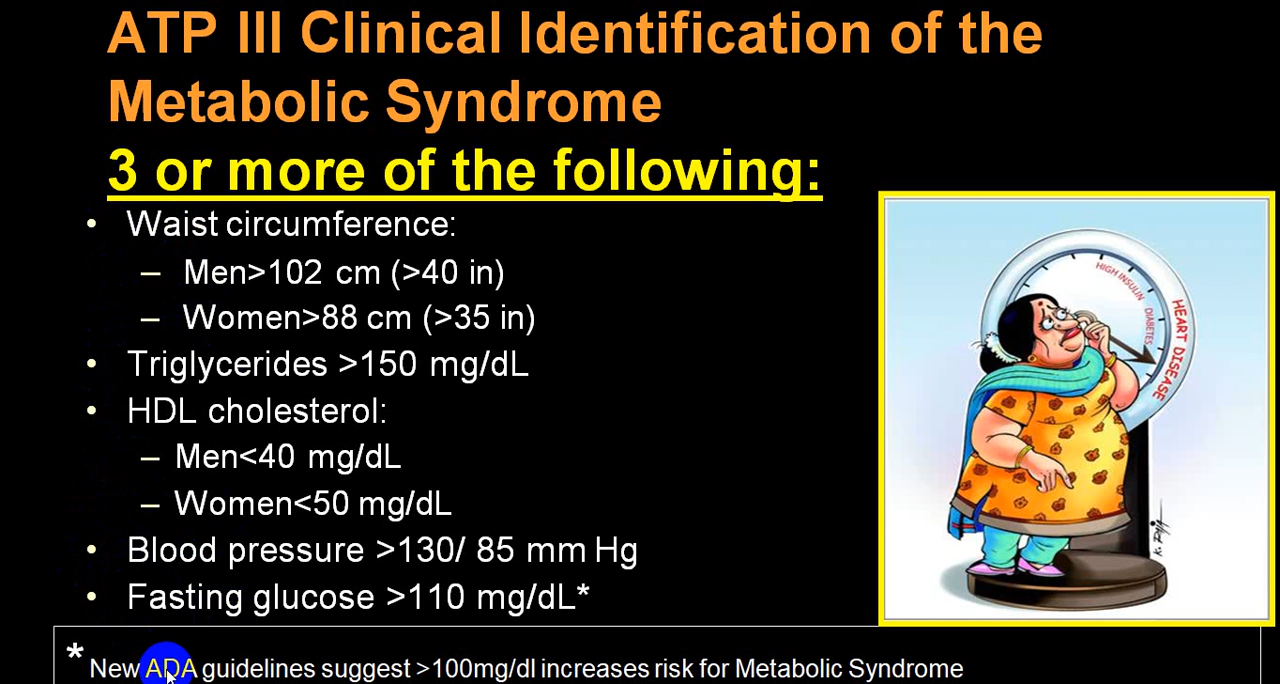 ATP III Clinical Identification of the
Metabolic Syndrome
3 or more of the following:
• Waist circumference:
– Men>102 cm (>40 in)
– Women>88 cm (>35 in)
• Triglycerides >150 mg/dL
• HDL cholesterol:
– Men<40 mg/dL
– Women<50 mg/dL
• Blood pressure >130/ 85 mm Hg
• Fasting glucose >110 mg/dL*
HIGH INSULIN
DIABETES
HEART DISEASE
* New ADA guidelines suggest >100mg/dl increases risk for Metabolic Syndrome